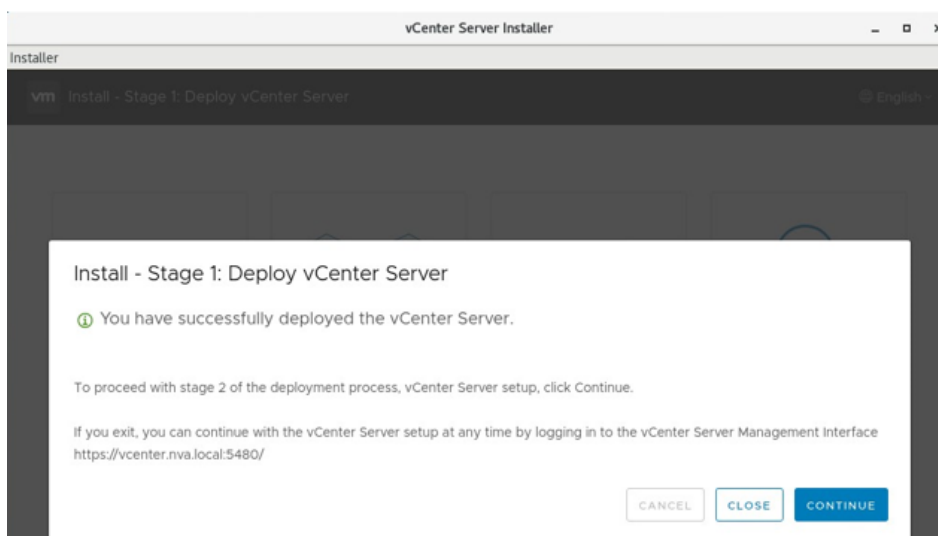 vCenter Server Installer
Installer
vm Install - Stage 1: Deploy vCenter Server
English
Install - Stage 1: Deploy vCenter Server
You have successfully deployed the vCenter Server.
To proceed with stage 2 of the deployment process, vCenter Server setup, click Continue.
If you exit, you can continue with the vCenter Server setup at any time by logging in to the vCenter Server Management Interface
https://vcenter.nva.local:5480/
CANCEL CLOSE CONTINUE